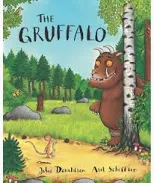 THE
GRUFFALO
Julia Donaldson Axel Scheffler